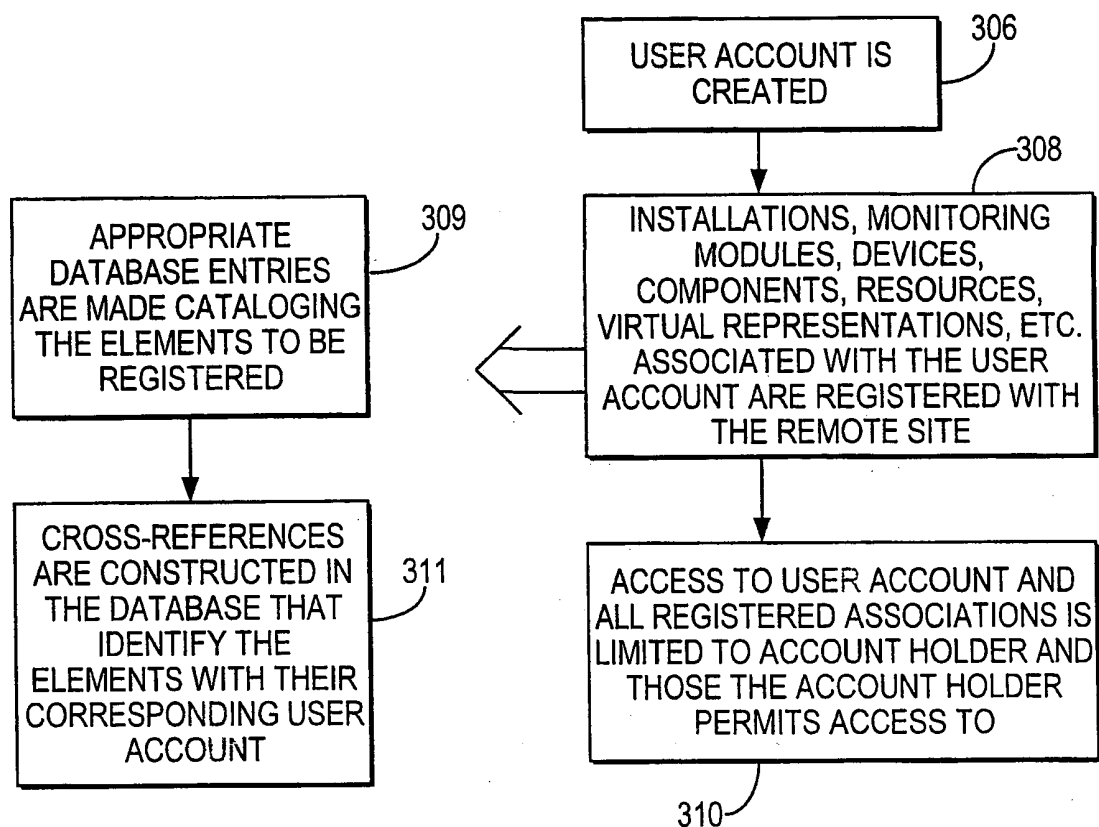 306
USER ACCOUNT IS
CREATED
308
INSTALLATIONS, MONITORING
MODULES, DEVICES,
COMPONENTS, RESOURCES,
VIRTUAL REPRESENTATIONS, ETC.
ASSOCIATED WITH THE USER
ACCOUNT ARE REGISTERED WITH
THE REMOTE SITE
309
APPROPRIATE
DATABASE ENTRIES
ARE MADE CATALOGING
THE ELEMENTS TO BE
REGISTERED
311
CROSS-REFERENCES
ARE CONSTRUCTED IN
THE DATABASE THAT
IDENTIFY THE
ELEMENTS WITH THEIR
CORRESPONDING USER
ACCOUNT
ACCESS TO USER ACCOUNT AND
ALL REGISTERED ASSOCIATIONS IS
LIMITED TO ACCOUNT HOLDER AND
THOSE THE ACCOUNT HOLDER
PERMITS ACCESS TO
310